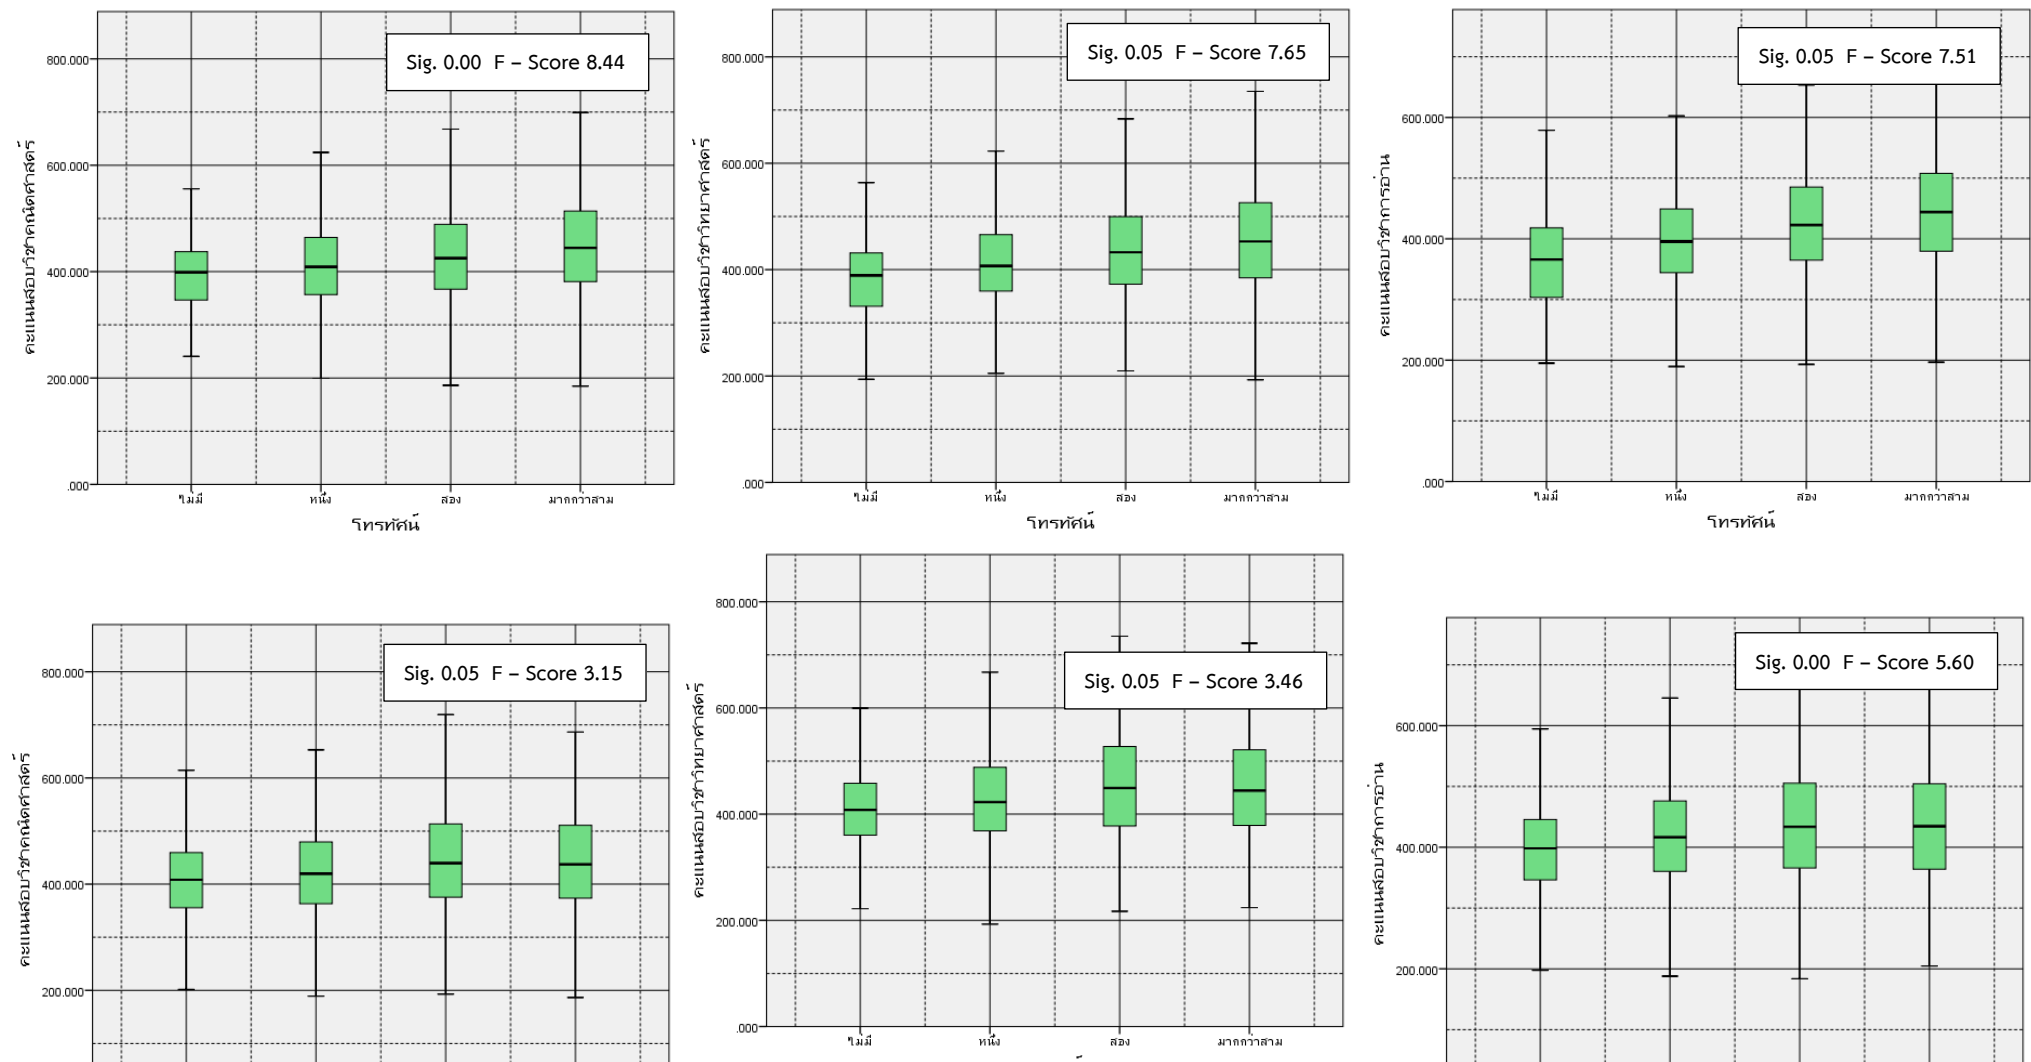 Sig. 0.00 F – Score 8.44
800.000
600.000
400.000
200.000
.000
คะแนนสอบวิชาคณิตศาสตร์
ไม่มี
หนึ่ง
สอง
มากกว่าสาม
โทรทัศน์
Sig. 0.05 F – Score 7.65
800.000
600.000
400.000
200.000
.000
คะแนนสอบวิชาวิทยาศาสตร์
ไม่มี
หนึ่ง
สอง
มากกว่าสาม
โทรทัศน์
Sig. 0.05 F – Score 7.51
600.000
400.000
200.000
.000
คะแนนสอบวิชาการอ่าน
ไม่มี
หนึ่ง
สอง
มากกว่าสาม
โทรทัศน์
Sig. 0.05 F – Score 3.15
800.000
600.000
400.000
200.000
คะแนนสอบวิชาคณิตศาสตร์
Sig. 0.05 F – Score 3.46
800.000
600.000
400.000
200.000
.000
คะแนนสอบวิชาวิทยาศาสตร์
ไม่มี
หนึ่ง
สอง
มากกว่าสาม
Sig. 0.00 F – Score 5.60
600.000
400.000
200.000
คะแนนสอบวิชาการอ่าน